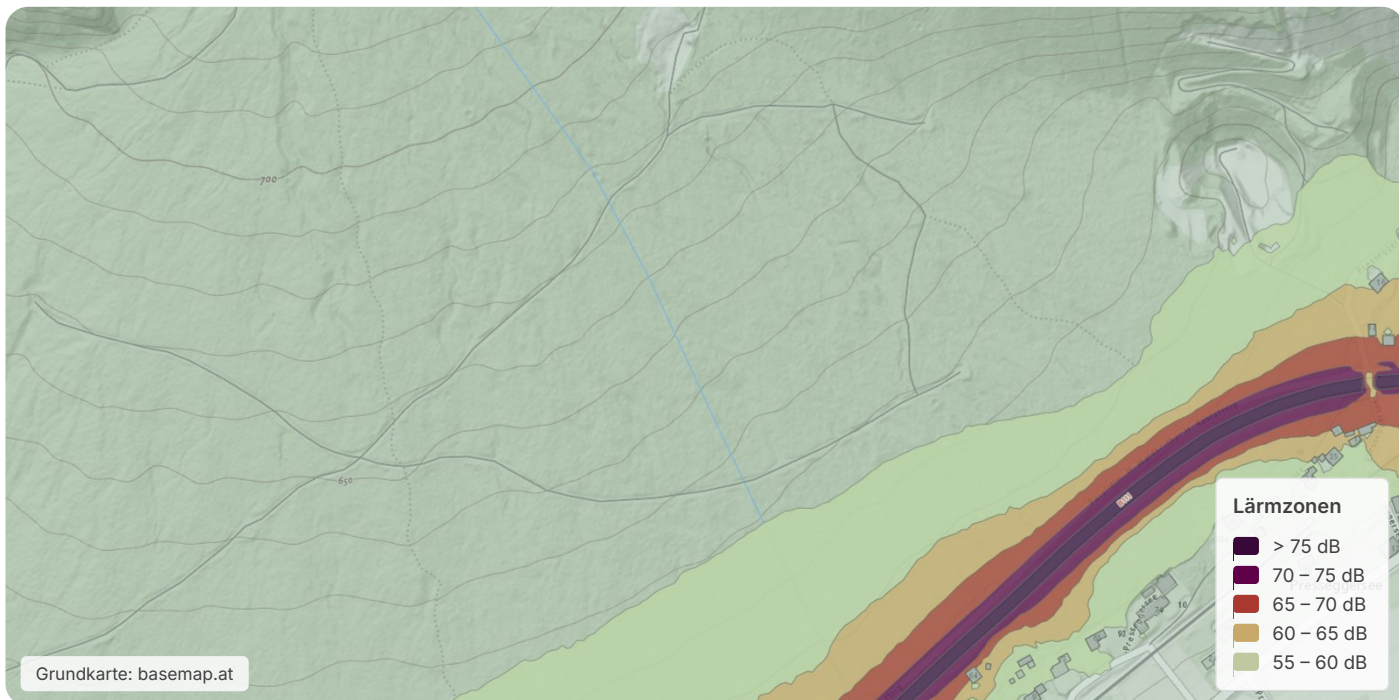 700
650
Lärmzonen
> 75 dB
70 – 75 dB
65 – 70 dB
60 – 65 dB
55 – 60 dB
10
Grundkarte: basemap.at